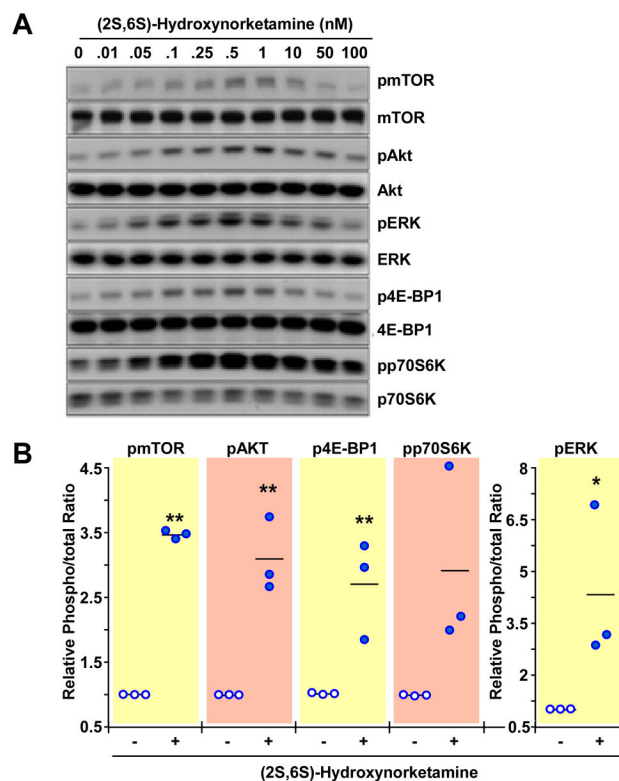 A
(2S,6S)-Hydroxynorketamine (nM)
0 .01 .05 .1 .25 .5 1 10 50 100
pmTOR
mTOR
pAkt
Akt
pERK
ERK
p4E-BP1
4E-BP1
pp70S6K
p70S6K
B
pmTOR pAKT p4E-BP1 pp70S6K pERK
Relative Phospho/total Ratio
4.5
3.5
2.5
1.5
0.5
** ** **
Relative Phospho/total Ratio
8
6.5
5
3.5
2
0.5
*
- + - + - + - + - +
(2S,6S)-Hydroxynorketamine